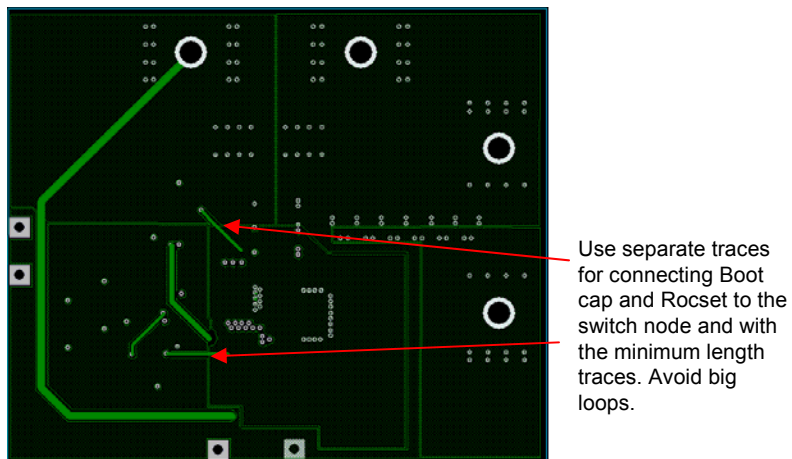 Use separate traces
for connecting Boot
cap and Rocset to the
switch node and with
the minimum length
traces. Avoid big
loops.